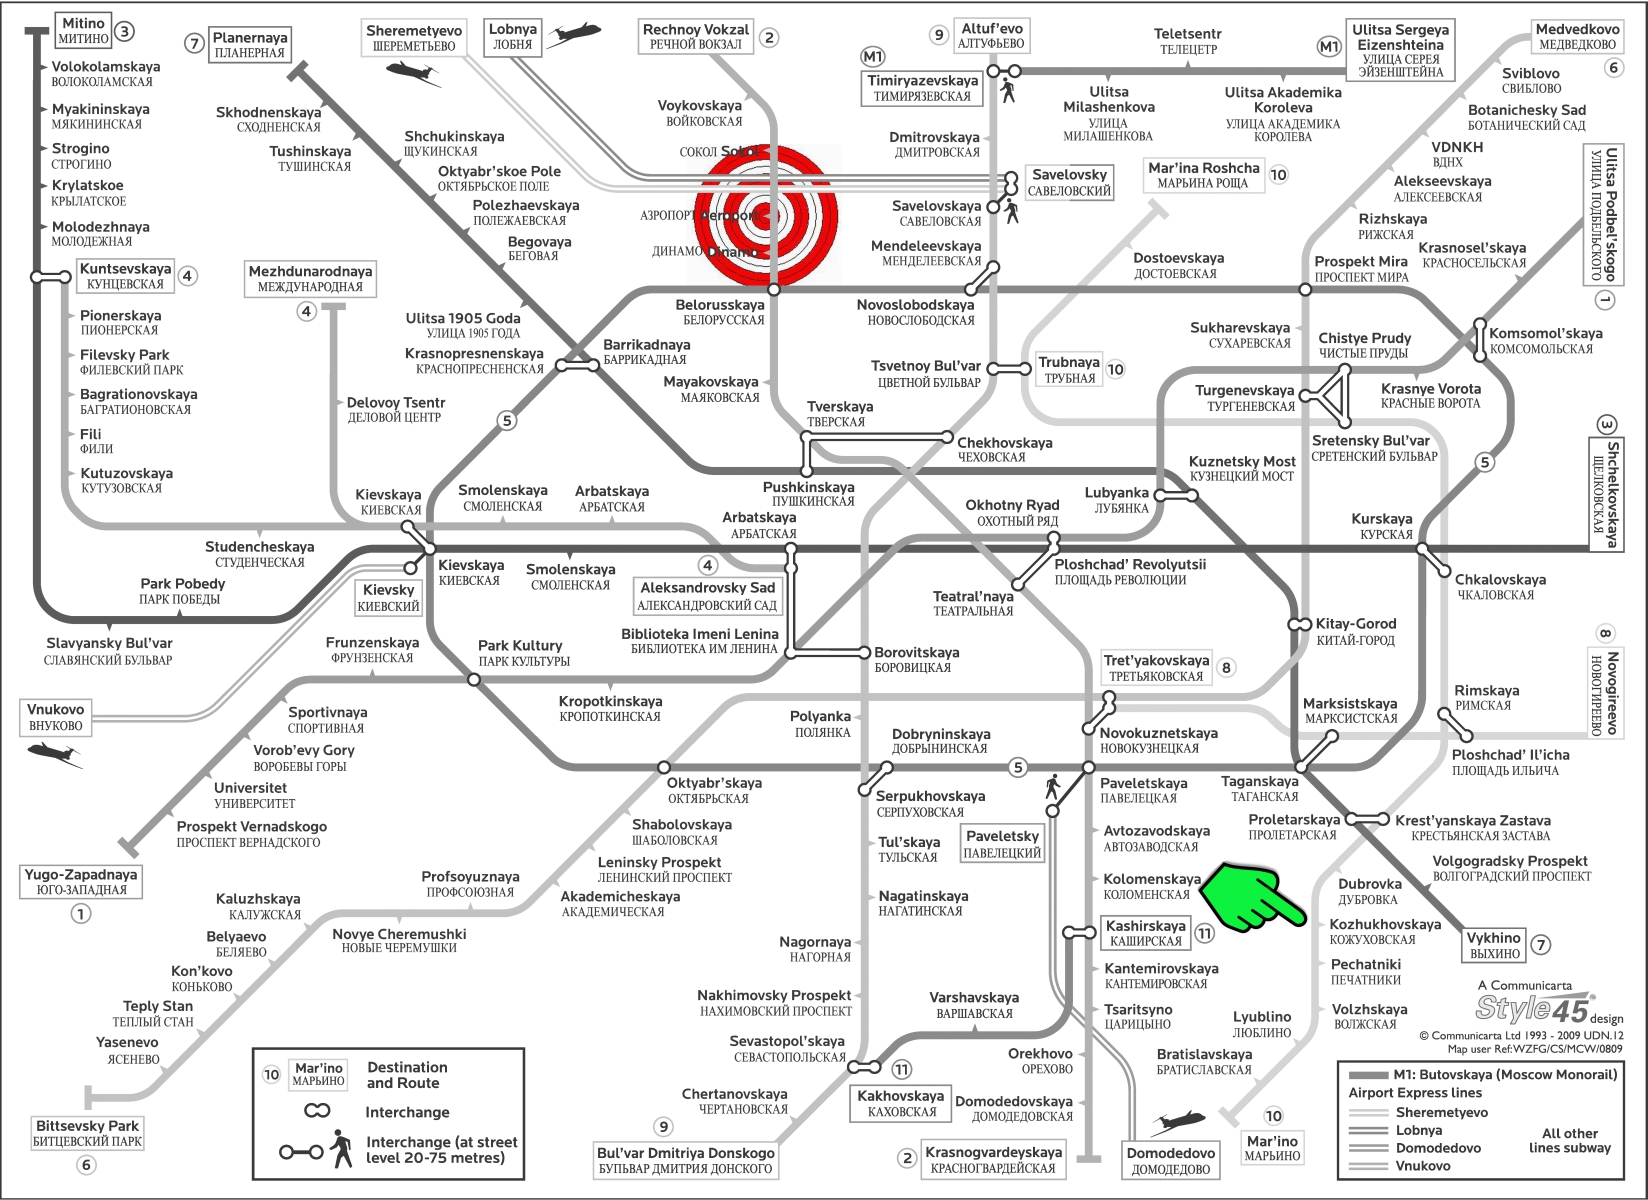 Mitino
МИТИНО
3
Volokolamskaya
ВОЛОКОЛАМСКАЯ
Myakininskaya
МЯКИНИНСКАЯ
Strogino
СТРОГИНО
Krylatskoe
КРЫЛАТСКОЕ
Molodezhnaya
МОЛОДЕЖНАЯ
Kuntsevskaya
КУНЦЕВСКАЯ
4
Pionerskaya
ПИОНЕРСКАЯ
Filevsky Park
ФИЛЕВСКИЙ ПАРК
Bagrationovskaya
БАГРАТИОНОВСКАЯ
Fili
ФИЛИ
Kutuzovskaya
КУТУЗОВСКАЯ
7
Planernaya
ПЛАНЕРНАЯ
Skhodnenskaya
СХОДНЕНСКАЯ
Tushinskaya
ТУШИНСКАЯ
Shchukinskaya
ЩУКИНСКАЯ
Oktyabr'skoe Pole
ОКТЯБРЬСКОЕ ПОЛЕ
Polezhaevskaya
ПОЛЕЖАЕВСКАЯ
Begovaya
БЕГОВАЯ
Ulitsa 1905 Goda
УЛИЦА 1905 ГОДА
Krasnopresnenskaya
КРАСНОПРЕСНЕНСКАЯ
Barrikadnaya
БАРРИКАДНАЯ
Mezhdunarodnaya
МЕЖДУНАРОДНАЯ
4
Delovoy Tsentr
ДЕЛОВОЙ ЦЕНТР
5
Sheremetyevo
ШЕРЕМЕТЬЕВО
Lobnya
ЛОБНЯ
Rechnoy Vokzal
РЕЧНОЙ ВОКЗАЛ
2
Voykovskaya
ВОЙКОВСКАЯ
СОКОЛ Sokol
АЭРОПОРТ Aeroport
ДИНАМО Dinamo
Belorusskaya
БЕЛОРУССКАЯ
Mayakovskaya
МАЯКОВСКАЯ
Tverskaya
ТВЕРСКАЯ
Pushkinskaya
ПУШКИНСКАЯ
Chekhovskaya
ЧЕХОВСКАЯ
9
Altuf'evo
АЛТУФЬЕВО
M1
Timiryazevskaya
ТИМИРЯЗЕВСКАЯ
Dmitrovskaya
ДМИТРОВСКАЯ
Savelovskaya
САВЕЛОВСКАЯ
Savelovsky
САВЕЛОВСКИЙ
Mendeleevskaya
МЕНДЕЛЕЕВСКАЯ
Novoslobodskaya
НОВОСЛОБОДСКАЯ
Tsvetnoy Bul'var
ЦВЕТНОЙ БУЛЬВАР
Trubnaya
ТРУБНАЯ
10
Teletsentr
ТЕЛЕЦЕТР
Ulitsa
Milashenkova
УЛИЦА
МИЛАШЕНКОВА
Ulitsa Akademika
Koroleva
УЛИЦА АКАДЕМИКА
КОРОЛЕВА
M1
Ulitsa Sergeya
Eizenshteina
УЛИЦА СЕРЕЯ
ЭЙЗЕНШТЕЙНА
Mar'ina Roshcha
МАРЬИНА РОЩА
10
Dostoevskaya
ДОСТОЕВСКАЯ
Medvedkovo
МЕДВЕДКОВО
6
Sviblovo
СВИБЛОВО
Botanichesky Sad
БОТАНИЧЕСКИЙ САД
VDNKH
ВДНХ
Alekseevskaya
АЛЕКСЕЕВСКАЯ
Rizhskaya
РИЖСКАЯ
Prospekt Mira
ПРОСПЕКТ МИРА
Sukharevskaya
СУХАРЕВСКАЯ
Turgenevskaya
ТУРГЕНЕВСКАЯ
Chistye Prudy
ЧИСТЫЕ ПРУДЫ
Sretensky Bul'var
СРЕТЕНСКИЙ БУЛЬВАР
Krasnye Vorota
КРАСНЫЕ ВОРОТА
Komsomol'skaya
КОМСОМОЛЬСКАЯ
Krasnosel'skaya
КРАСНОСЕЛЬСКАЯ
Ulitsa Podbel'skogo
УЛИЦА ПОДБЕЛЬСКОГО
1
5
3
Shchelkovskaya
ЩЕЛКОВСКАЯ
Kuznetsky Most
КУЗНЕЦКИЙ МОСТ
Lubyanka
ЛУБЯНКА
Okhotny Ryad
ОХОТНЫЙ РЯД
Ploshchad' Revolyutsii
ПЛОЩАДЬ РЕВОЛЮЦИИ
Teatral'naya
ТЕАТРАЛЬНАЯ
Kurskaya
КУРСКАЯ
Chkalovskaya
ЧКАЛОВСКАЯ
Kitay-Gorod
КИТАЙ-ГОРОД
Kievskaya
КИЕВСКАЯ
Smolenskaya
СМОЛЕНСКАЯ
Arbatskaya
АРБАТСКАЯ
Arbatskaya
АРБАТСКАЯ
Studencheskaya
СТУДЕНЧЕСКАЯ
Kievskaya
КИЕВСКАЯ
Smolenskaya
СМОЛЕНСКАЯ
Kievsky
КИЕВСКИЙ
4
Aleksandrovsky Sad
АЛЕКСАНДРОВСКИЙ САД
Biblioteka Imeni Lenina
БИБЛИОТЕКА ИМ ЛЕНИНА
Borovitskaya
БОРОВИЦКАЯ
Park Pobedy
ПАРК ПОБЕДЫ
Slavyansky Bul'var
СЛАВЯНСКИЙ БУЛЬВАР
Vnukovo
ВНУКОВО
Frunzenskaya
ФРУНЗЕНСКАЯ
Park Kultury
ПАРК КУЛЬТУРЫ
Kropotkinskaya
КРОПОТКИНСКАЯ
Sportivnaya
СПОРТИВНАЯ
Vorob'evy Gory
ВОРОБЕВЫ ГОРЫ
Universitet
УНИВЕРСИТЕТ
Prospekt Vernadskogo
ПРОСПЕКТ ВЕРНАДСКОГО
Yugo-Zapadnaya
ЮГО-ЗАПАДНАЯ
1
Polyanka
ПОЛЯНКА
Dobryninskaya
ДОБРЫНИНСКАЯ
Serpukhovskaya
СЕРПУХОВСКАЯ
5
Oktyabr'skaya
ОКТЯБРЬСКАЯ
Shabolovskaya
ШАБОЛОВСКАЯ
Leninsky Prospekt
ЛЕНИНСКИЙ ПРОСПЕКТ
Akademicheskaya
АКАДЕМИЧЕСКАЯ
Profsoyuznaya
ПРОФСОЮЗНАЯ
Novye Cheremushki
НОВЫЕ ЧЕРЕМУШКИ
Kaluzhskaya
КАЛУЖСКАЯ
Belyaevo
БЕЛЯЕВО
Kon'kovo
КОНЬКОВО
Teply Stan
ТЕПЛЫЙ СТАН
Yasenevo
ЯСЕНЕВО
Bittsevsky Park
БИТЦЕВСКИЙ ПАРК
6
Tret'yakovskaya
ТРЕТЬЯКОВСКАЯ
8
Novokuznetskaya
НОВОКУЗНЕЦКАЯ
Paveletskaya
ПАВЕЛЕЦКАЯ
Paveletsky
ПАВЕЛЕЦКИЙ
Avtozavodskaya
АВТОЗАВОДСКАЯ
Kolomenskaya
КОЛОМЕНСКАЯ
Kashirskaya
КАШИРСКАЯ
11
Kantemirovskaya
КАНТЕМИРОВСКАЯ
Tsaritsyno
ЦАРИЦЫНО
Orekhovo
ОРЕХОВО
Domodedovskaya
ДОМОДЕДОВСКАЯ
2
Krasnogvardeyskaya
КРАСНОГВАРДЕЙСКАЯ
Domodedovo
ДОМОДЕДОВО
Tul'skaya
ТУЛЬСКАЯ
Nagatinskaya
НАГАТИНСКАЯ
Nagornaya
НАГОРНАЯ
Nakhimovsky Prospekt
НАХИМОВСКИЙ ПРОСПЕКТ
Sevastopol'skaya
СЕВАСТОПОЛЬСКАЯ
Varshavskaya
ВАРШАВСКАЯ
11
Kakhovskaya
КАХОВСКАЯ
Chertanovskaya
ЧЕРТАНОВСКАЯ
9
Bul'var Dmitriya Donskogo
БУПЬВАР ДМИТРИЯ ДОНСКОГО
8
Novogireevo
НОВОГИРЕЕВО
Marksistskaya
МАРКСИСТСКАЯ
Rimskaya
РИМСКАЯ
Ploshchad' Il'icha
ПЛОЩАДЬ ИЛЬИЧА
Taganskaya
ТАГАНСКАЯ
Proletarskaya
ПРОЛЕТАРСКАЯ
Krest'yanskaya Zastava
КРЕСТЬЯНСКАЯ ЗАСТАВА
Volgogradsky Prospekt
ВОЛГОГРАДСКИЙ ПРОСПЕКТ
Vykhino
ВЫХИНО
7
Dubrovka
ДУБРОВКА
Kozhukhovskaya
КОЖУХОВСКАЯ
Pechatniki
ПЕЧАТНИКИ
Volzhskaya
ВОЛЖСКАЯ
Lyublino
ЛЮБЛИНО
Bratislavskaya
БРАТИСЛАВСКАЯ
10
Mar'ino
МАРЬИНО
10
Mar'ino
МАРЬИНО
Destination
and Route
Interchange
Interchange (at street
level 20-75 metres)
A Communicarta
Style45 design
© Communicarta Ltd 1993 - 2009 UDN.12
Map user Ref:WZFG/CS/MCW/0809
M1: Butovskaya (Moscow Monorail)
Airport Express lines
Sheremetyevo
Lobnya
Domodedovo
Vnukovo
All other
lines subway